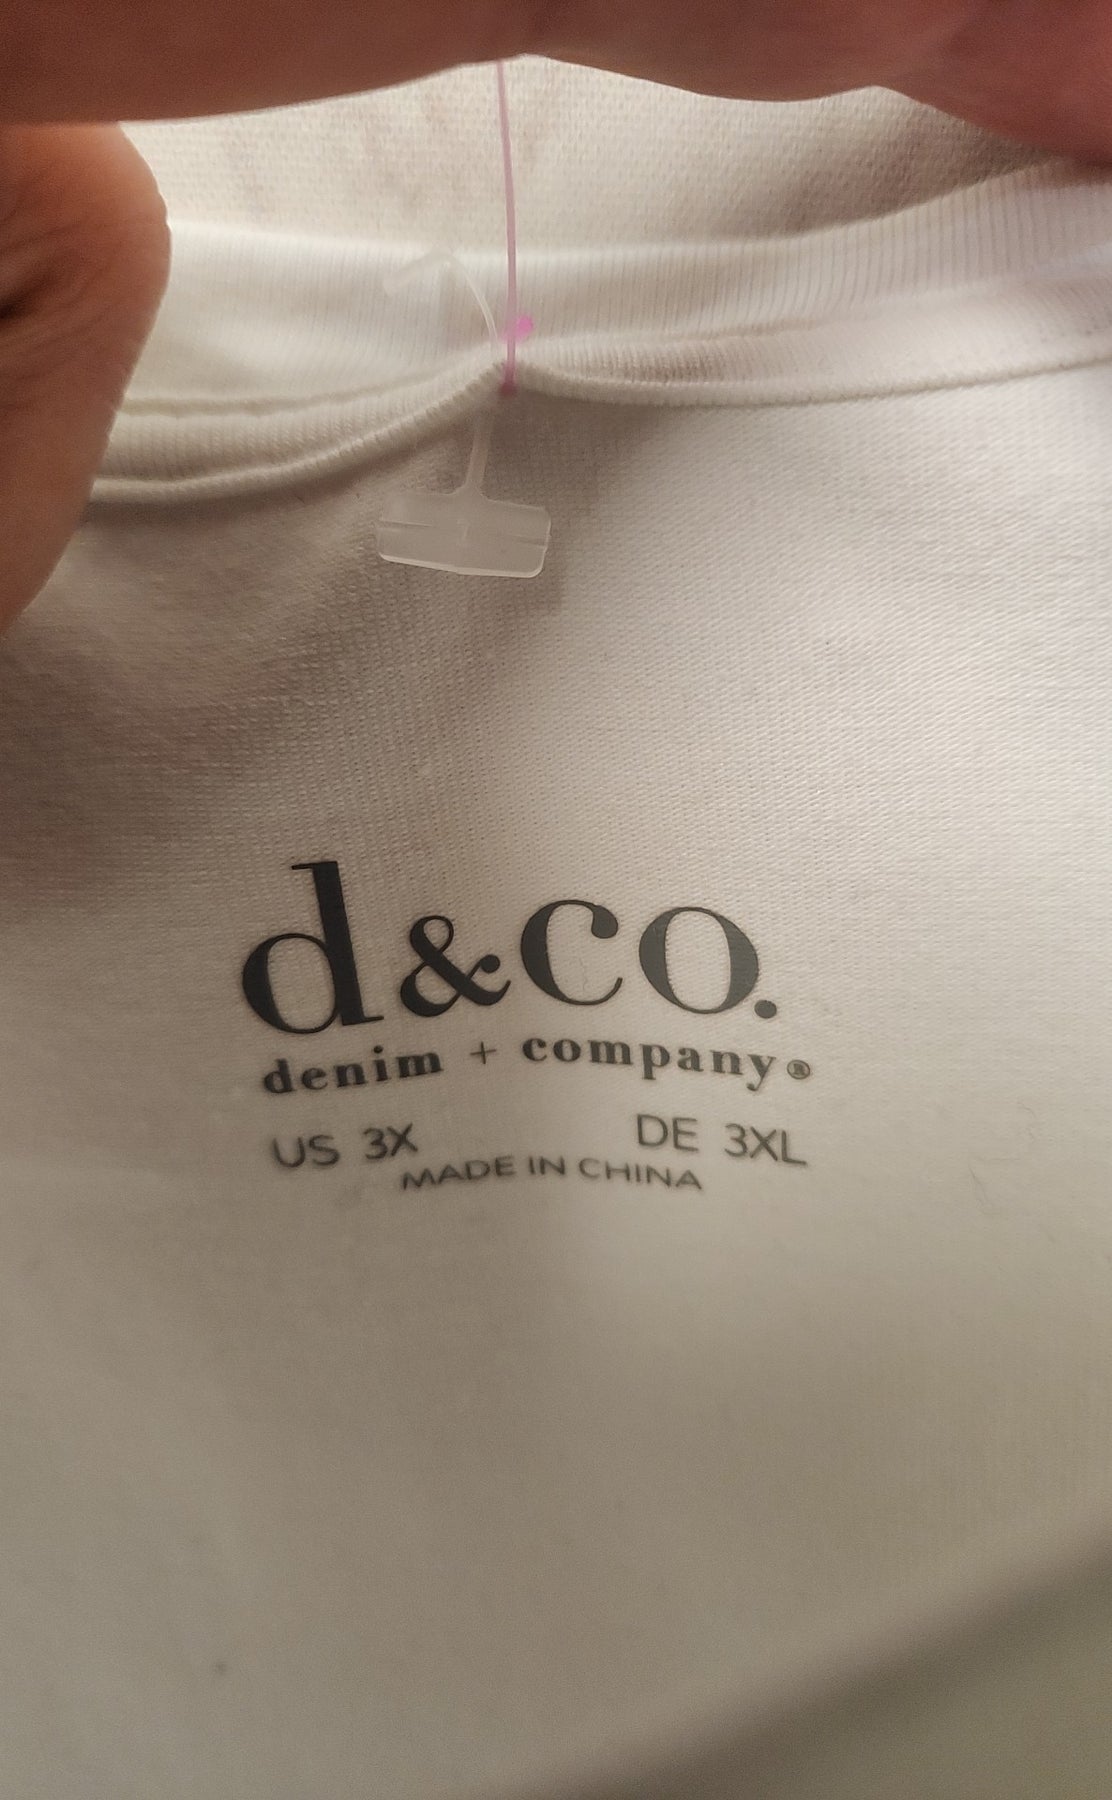 d & co.
denim + company®
US 3X DE 3XL
MADE IN CHINA